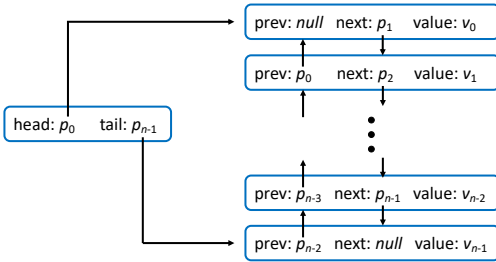 prev: null next: p₀ value: v₀
prev: p₀ next: p₂ value: v₁
head: p₀ tail: pₙ₋₁
prev: pₙ₋₃ next: pₙ₋₁ value: vₙ₋₂
prev: pₙ₋₂ next: null value: vₙ₋₁